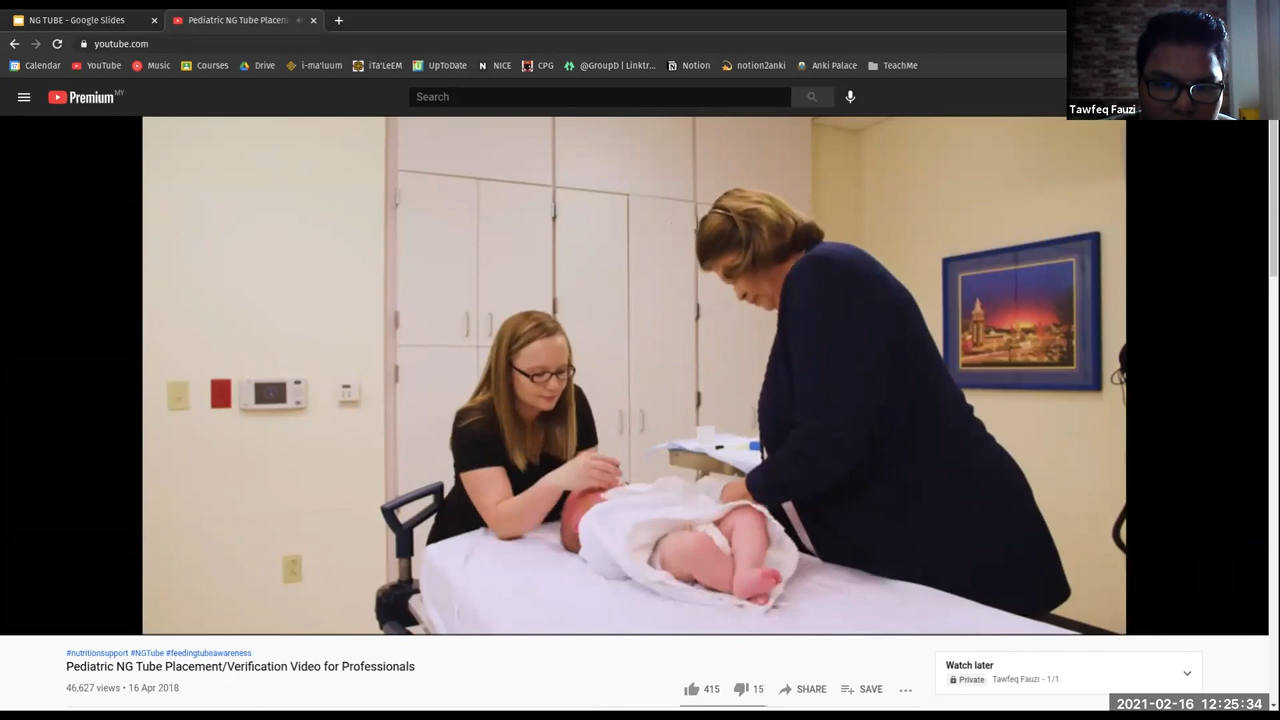 NG TUBE - Google Slides
Pediatric NG Tube Placemen
youtube.com
Calendar YouTube Music Courses Drive i-ma'luum iTa'LeEM UpToDate NICE CPG @GroupD | Linktr... Notion notion2anki Anki Palace TeachMe
Premium MY
Search
Tawfeq Fauzi
#nutritionsupport #NGTube #feedingtubeawareness
Pediatric NG Tube Placement/Verification Video for Professionals
46,627 views • 16 Apr 2018
415 15 SHARE SAVE ...
Watch later
Private Tawfeq Fauzi - 1/1
2021-02-16 12:25:34